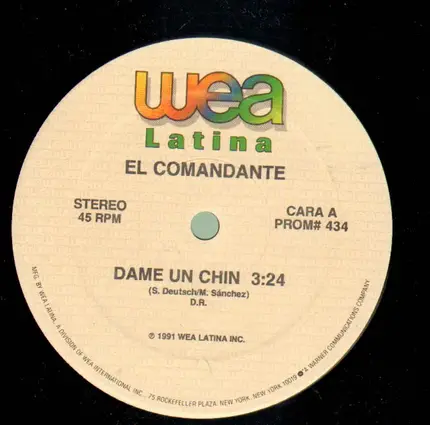 wea
Latina
EL COMANDANTE
STEREO
45 RPM
CARA A
PROM# 434
DAME UN CHIN 3:24
(S. Deutsch/M. Sánchez)
D.R.
℗ 1991 WEA LATINA INC.
MFG. BY WEA LATINA, A DIVISION OF WEA INTERNATIONAL INC., 75 ROCKEFELLER PLAZA, NEW YORK, NEW YORK 10019 A WARNER COMMUNICATIONS COMPANY